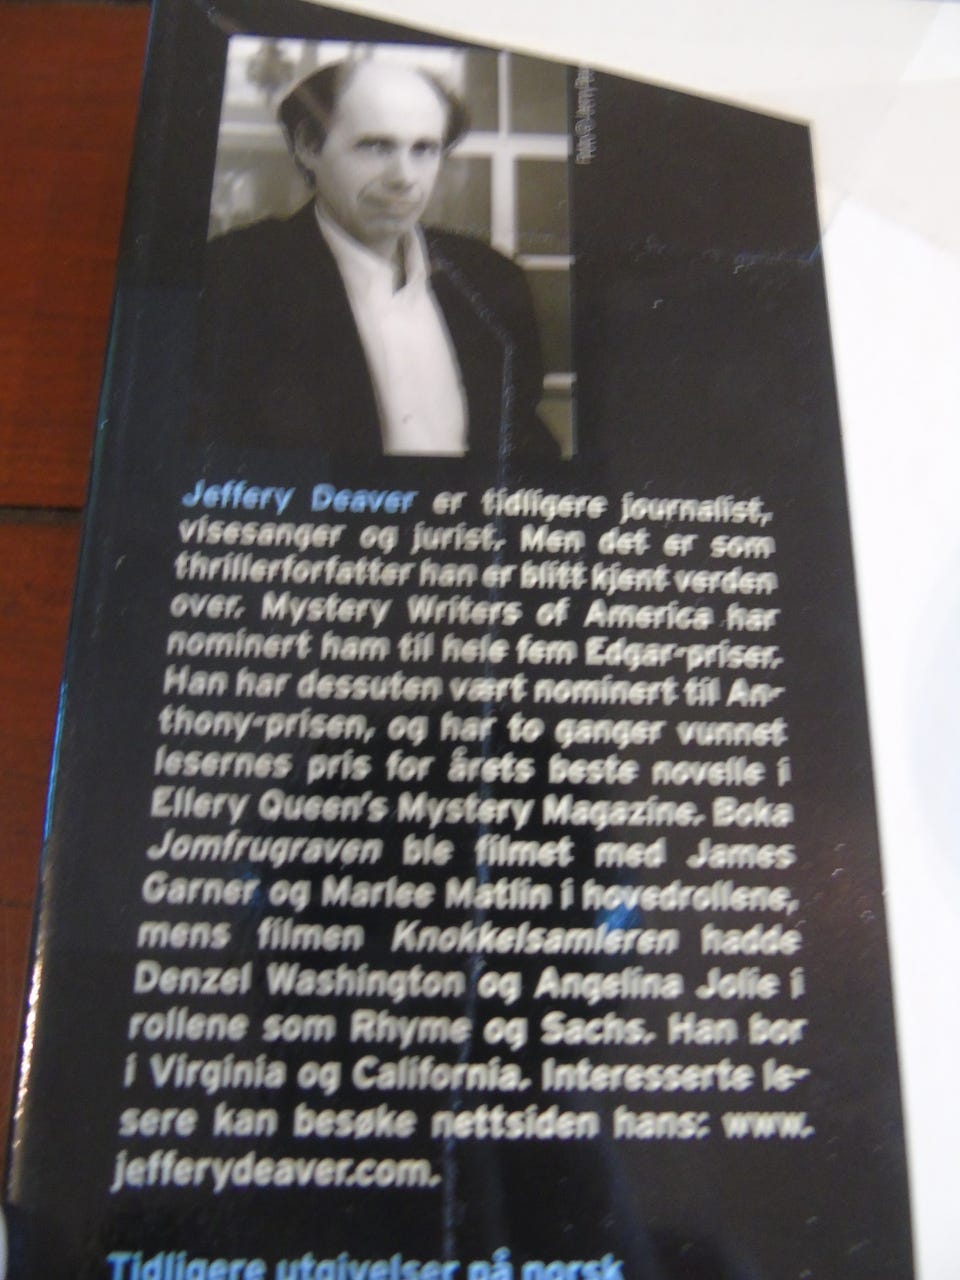 Jeffery Deaver er tidligere journalist,
visesanger og jurist. Men det er som
thrillerforfatter han er blitt kjent verden
over. Mystery Writers of America har
nominert ham til hele fem Edgar-priser.
Han har dessuten vært nominert til An-
thony-prisen, og har to ganger vunnet
lesernes pris for årets beste novelle i
Ellery Queen's Mystery Magazine. Boka
Jomfrugraven ble filmet med James
Garner og Marlee Matlin i hovedrollene,
mens filmen Knokkelsamleren hadde
Denzel Washington og Angelina Jolie i
rollene som Rhyme og Sachs. Han bor
i Virginia og California. Interesserte le-
sere kan besøke nettsiden hans: www.
jefferydeaver.com.
Tidligere utgivelser på norsk